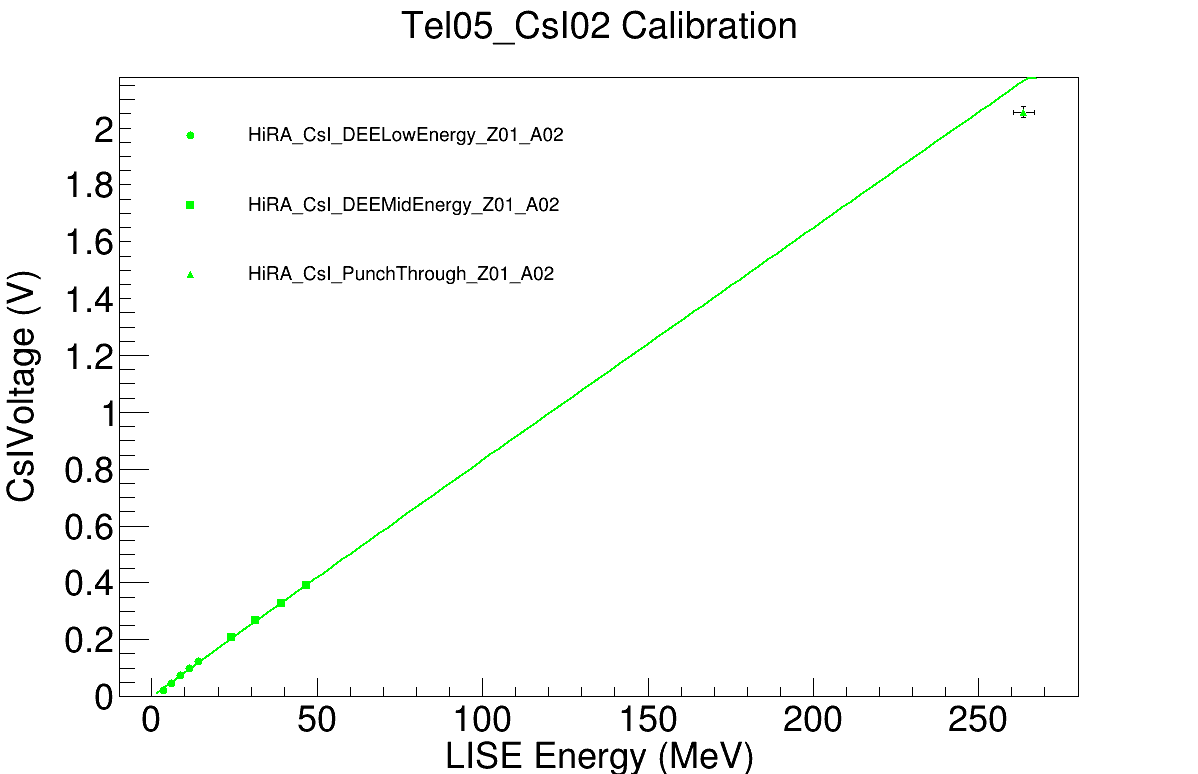 Tel05_CsI02 Calibration
HiRA_CsI_DEELowEnergy_Z01_A02
HiRA_CsI_DEEMidEnergy_Z01_A02
HiRA_CsI_PunchThrough_Z01_A02
CsIVoltage (V)
2
1.8
1.6
1.4
1.2
1
0.8
0.6
0.4
0.2
0
0 50 100 150 200 250
LISE Energy (MeV)